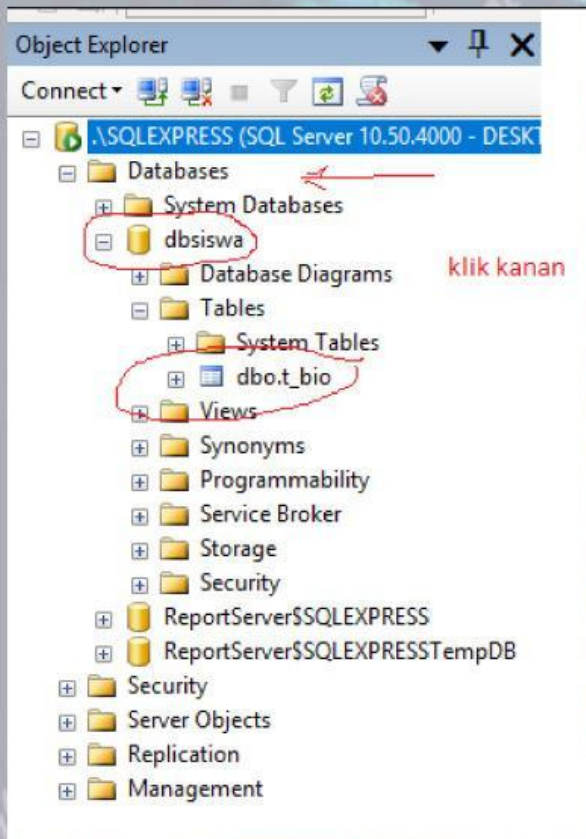 Object Explorer
Connect
.\SQLEXPRESS (SQL Server 10.50.4000 - DESKT
Databases
System Databases
dbsiswa
Database Diagrams
klik kanan
Tables
System Tables
dbo.t_bio
Views
Synonyms
Programmability
Service Broker
Storage
Security
ReportServer$SQLEXPRESS
ReportServer$SQLEXPRESSTempDB
Security
Server Objects
Replication
Management